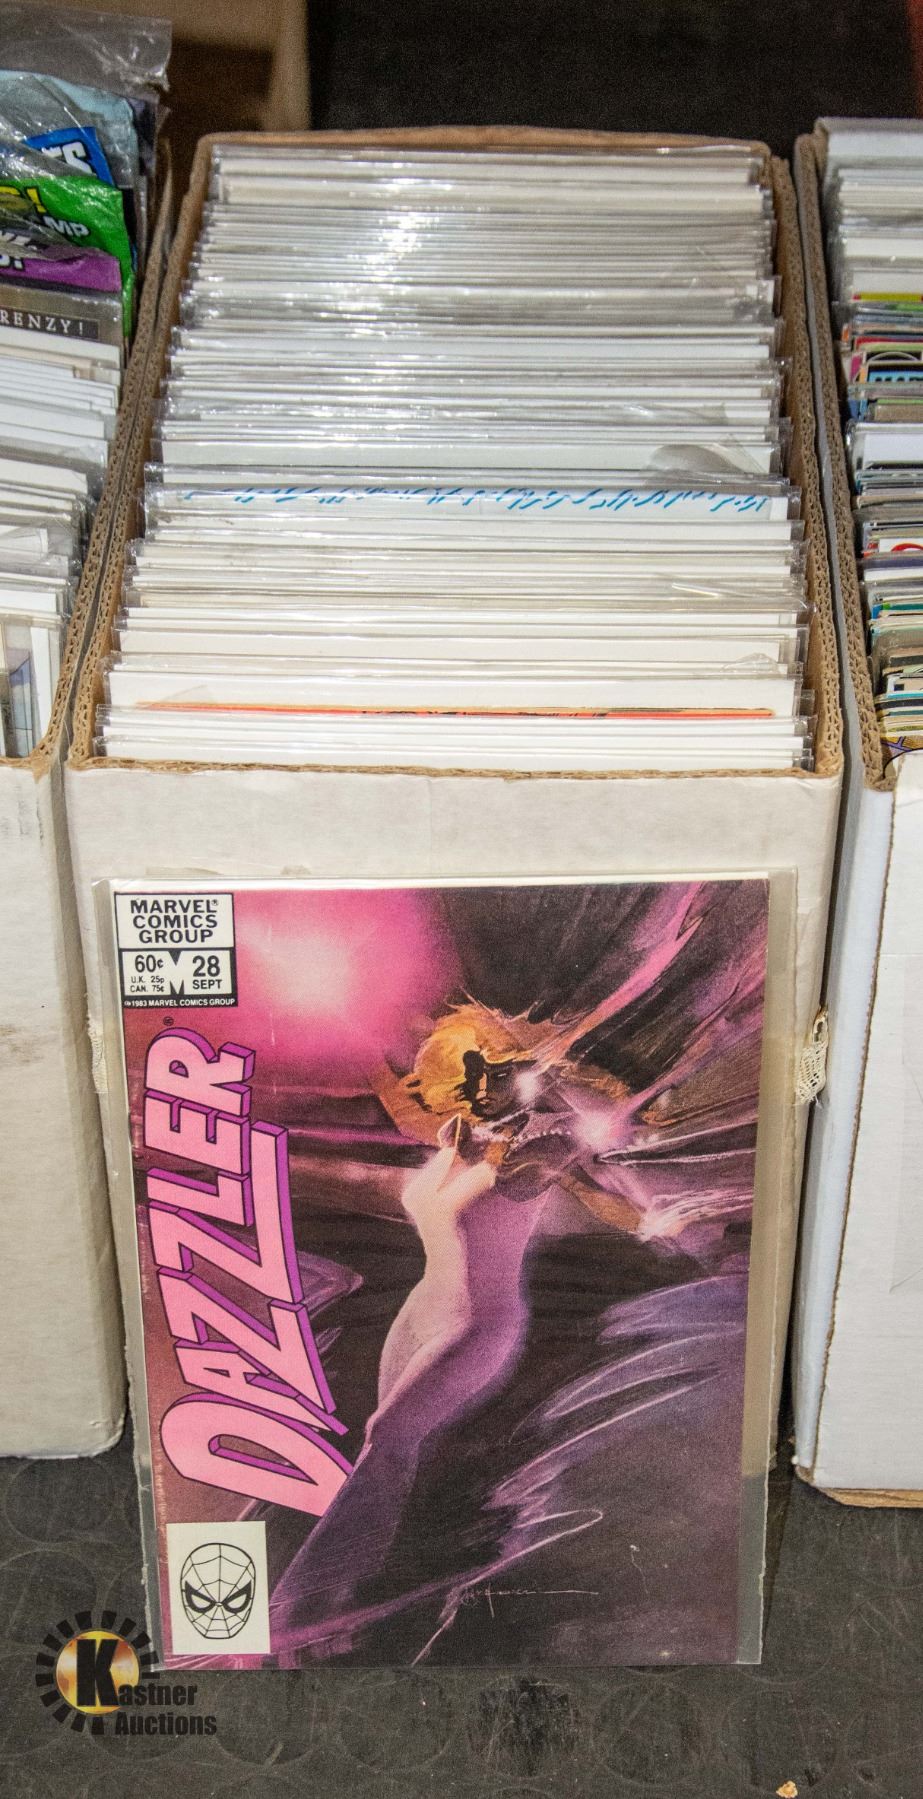 RENZY!
MARVEL®
COMICS
GROUP
60¢ 28
U.K. 25p SEPT
CAN. 75¢
© 1983 MARVEL COMICS GROUP
DAZZLER
Kastner
Auctions